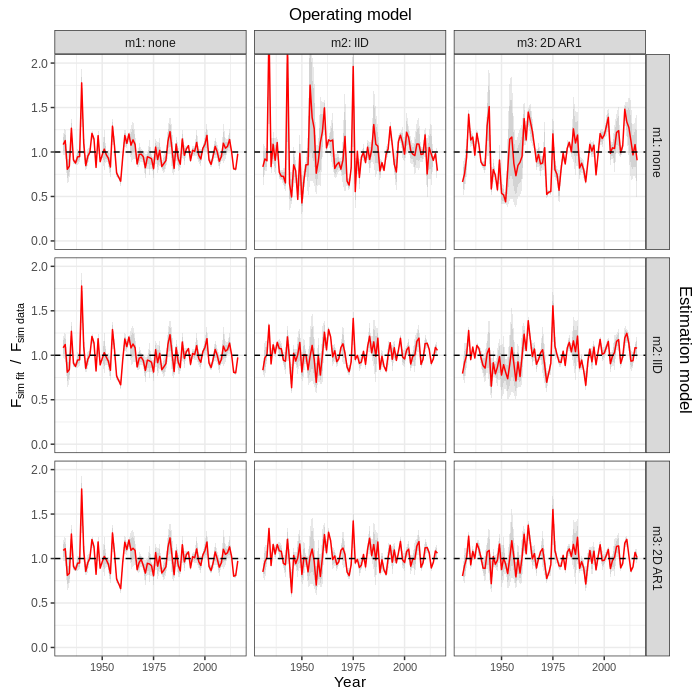 Operating model
m1: none m2: IID m3: 2D AR1
2.0
1.5
1.0
0.5
0.0
m1: none
2.0
1.5
1.0
0.5
0.0
m2: IID
2.0
1.5
1.0
0.5
0.0
m3: 2D AR1
Fsim fit / Fsim data
Estimation model
1950 1975 2000 1950 1975 2000 1950 1975 2000
Year